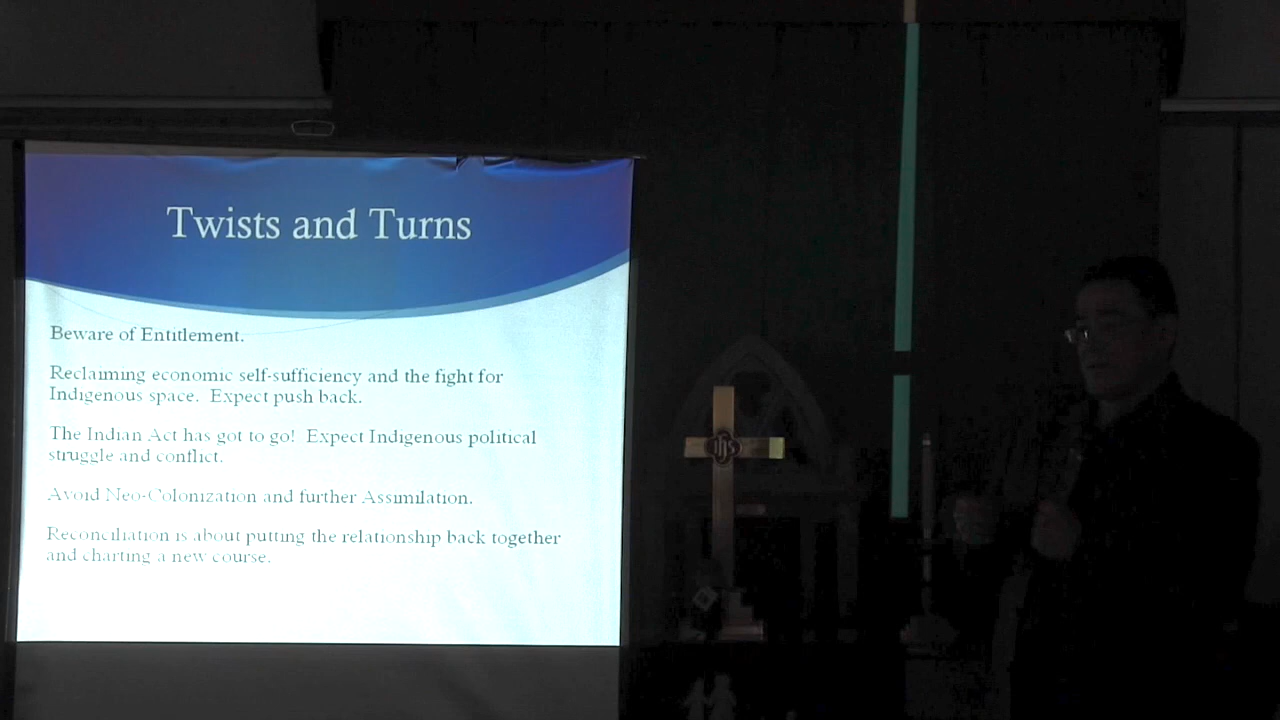 Twists and Turns
Beware of Entitlement.
Reclaiming economic self-sufficiency and the fight for
Indigenous space.  Expect push back.
The Indian Act has got to go!  Expect Indigenous political
struggle and conflict.
Avoid Neo-Colonization and further Assimilation.
Reconciliation is about putting the relationship back together
and charting a new course.
IHS